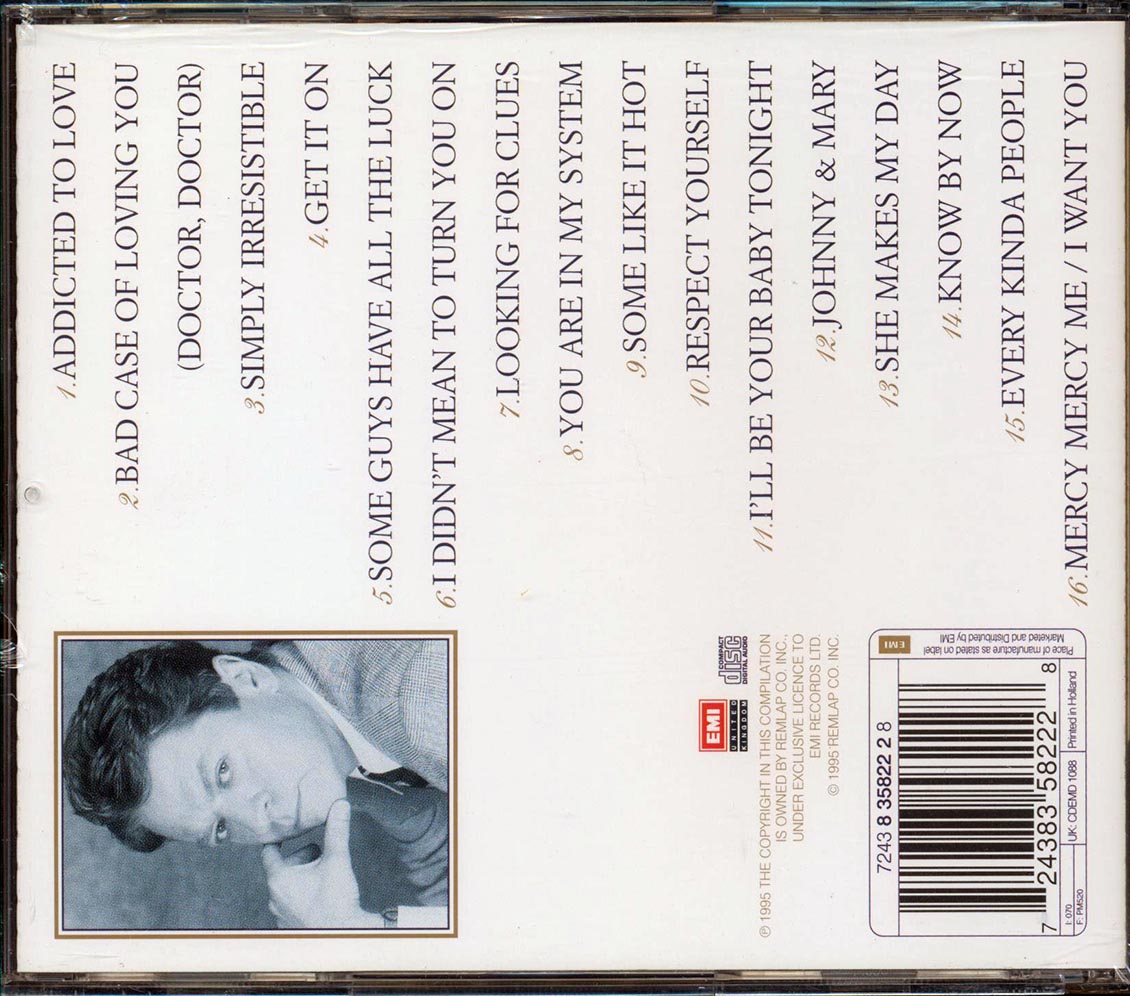 1.ADDICTED TO LOVE
2.BAD CASE OF LOVING YOU
(DOCTOR, DOCTOR)
3.SIMPLY IRRESISTIBLE
4.GET IT ON
5.SOME GUYS HAVE ALL THE LUCK
6.I DIDN'T MEAN TO TURN YOU ON
7.LOOKING FOR CLUES
8.YOU ARE IN MY SYSTEM
9.SOME LIKE IT HOT
10.RESPECT YOURSELF
11.I'LL BE YOUR BABY TONIGHT
12.JOHNNY & MARY
13.SHE MAKES MY DAY
14.KNOW BY NOW
15.EVERY KINDA PEOPLE
16.MERCY MERCY ME / I WANT YOU
EMI
UNITED
KINGDOM
COMPACT
disc
DIGITAL AUDIO
℗ 1995 THE COPYRIGHT IN THIS COMPILATION
IS OWNED BY REMLAP CO. INC.,
UNDER EXCLUSIVE LICENCE TO
EMI RECORDS LTD.
© 1995 REMLAP CO. INC.
7243 8 35822 2 8
7 24383 58222 8
I: 070
F: PM520
UK: CDEMD 1088
Printed in Holland
EMI
Place of manufacture as stated on label
Marketed and Distributed by EMI